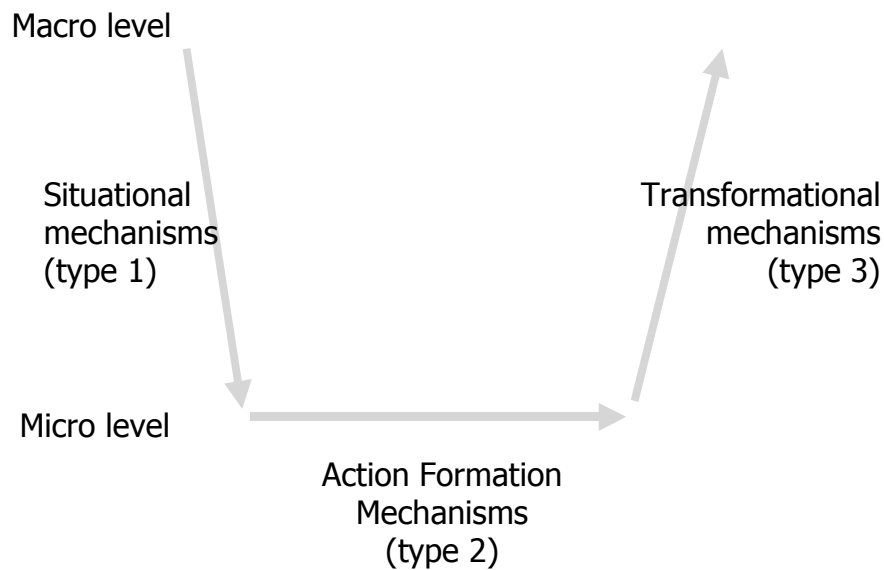 Macro level
Situational
mechanisms
(type 1)
Transformational
mechanisms
(type 3)
Micro level
Action Formation
Mechanisms
(type 2)